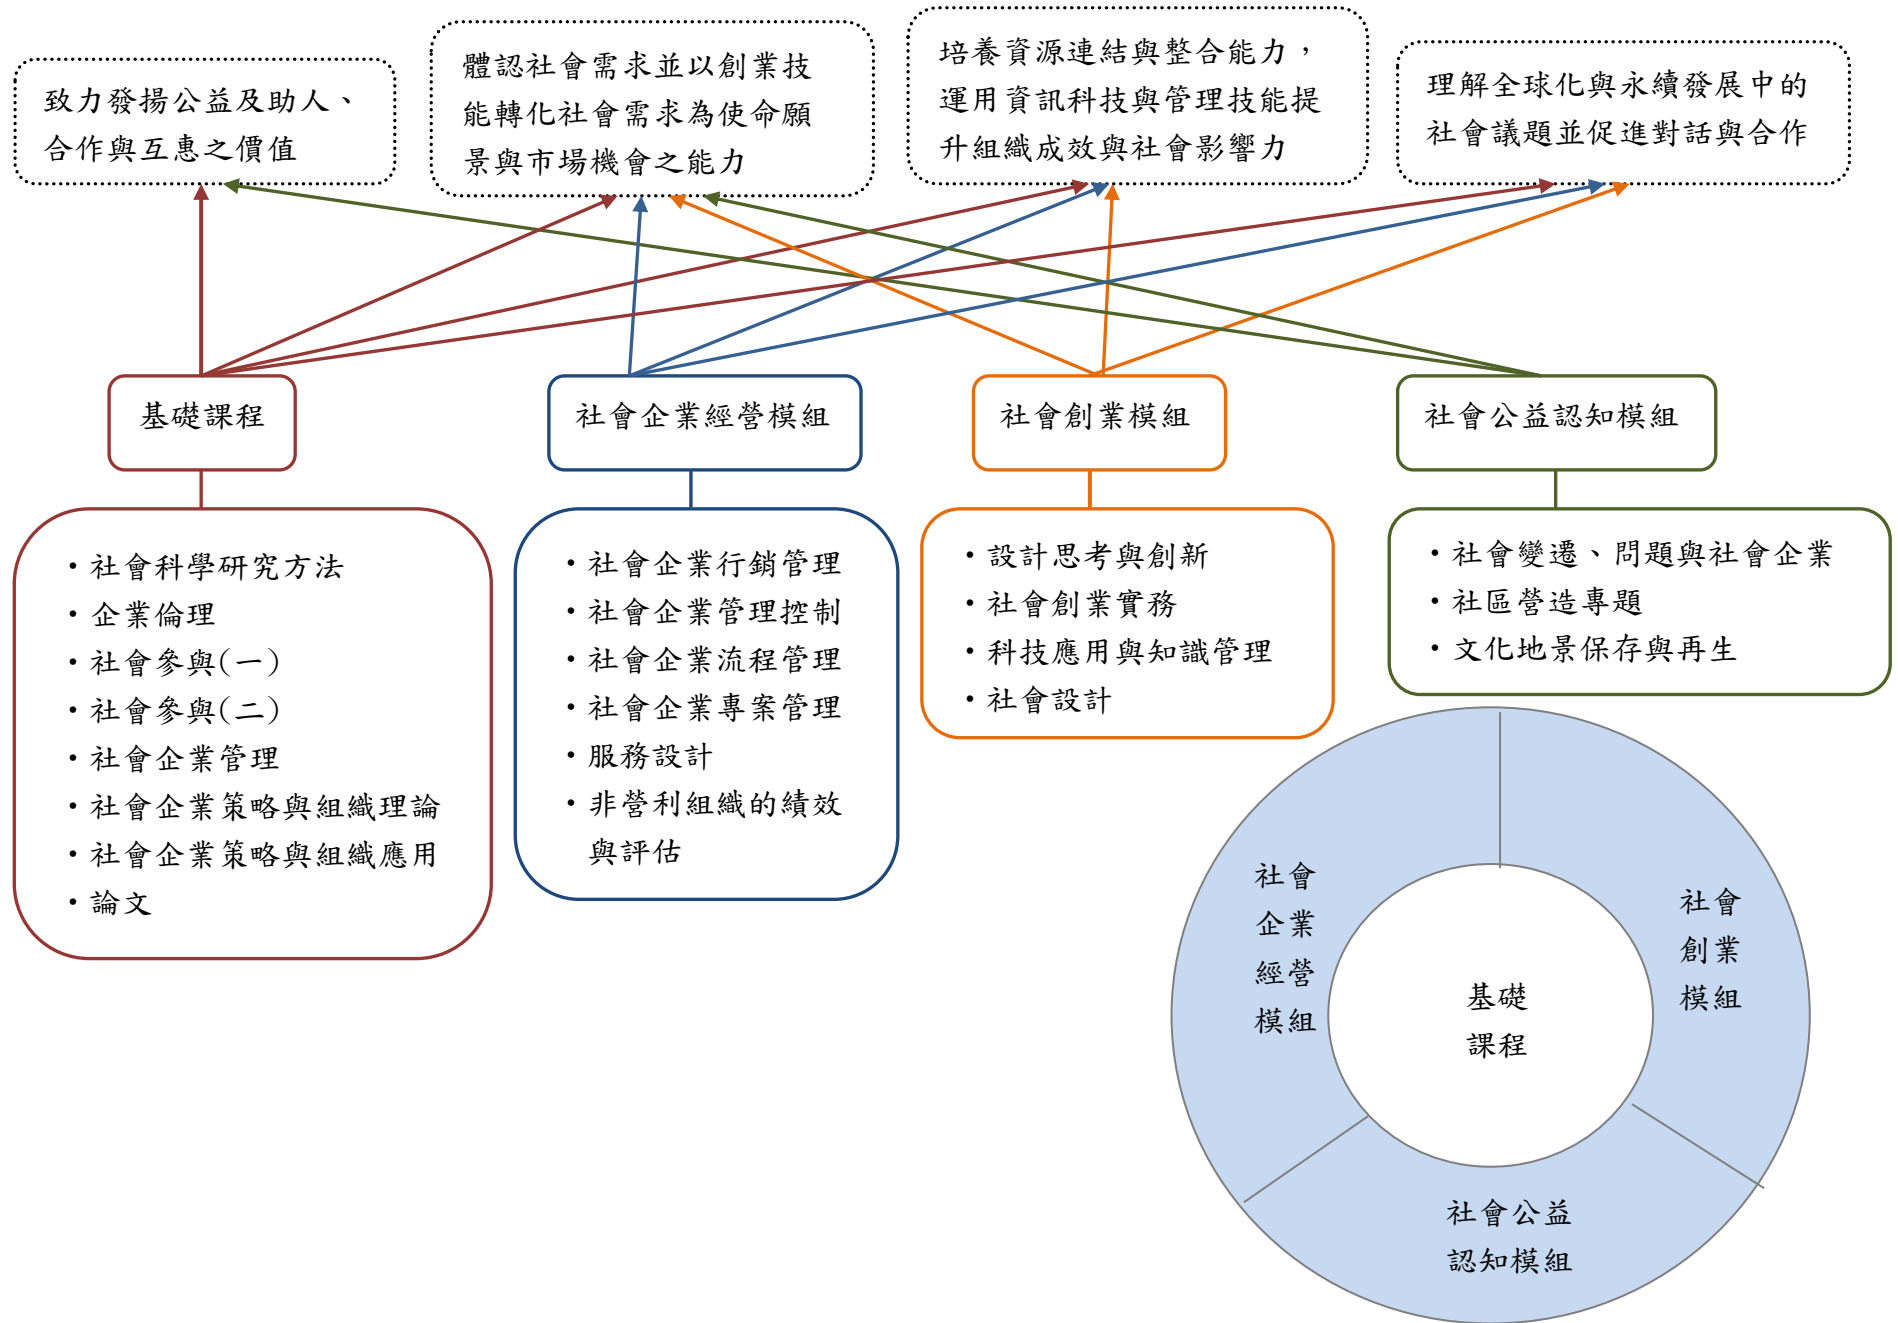 致力發揚公益及助人、
合作與互惠之價值
體認社會需求並以創業技
能轉化社會需求為使命願
景與市場機會之能力
培養資源連結與整合能力，
運用資訊科技與管理技能提
升組織成效與社會影響力
理解全球化與永續發展中的
社會議題並促進對話與合作
基礎課程
社會企業經營模組
社會創業模組
社會公益認知模組
・社會科學研究方法
・企業倫理
・社會參與(一)
・社會參與(二)
・社會企業管理
・社會企業策略與組織理論
・社會企業策略與組織應用
・論文
・社會企業行銷管理
・社會企業管理控制
・社會企業流程管理
・社會企業專案管理
・服務設計
・非營利組織的績效
與評估
・設計思考與創新
・社會創業實務
・科技應用與知識管理
・社會設計
・社會變遷、問題與社會企業
・社區營造專題
・文化地景保存與再生
社會
企業
經營
模組
社會
創業
模組
基礎
課程
社會公益
認知模組